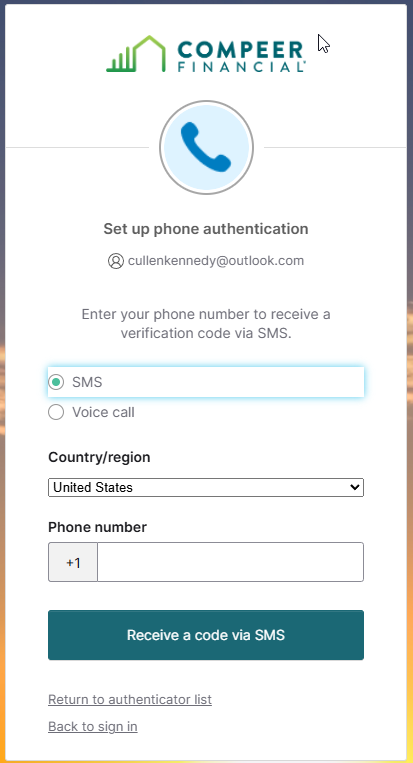 COMPEER
FINANCIAL
Set up phone authentication
cullenkennedy@outlook.com
Enter your phone number to receive a
verification code via SMS.
SMS
Voice call
Country/region
United States
Phone number
+1
Receive a code via SMS
Return to authenticator list
Back to sign in